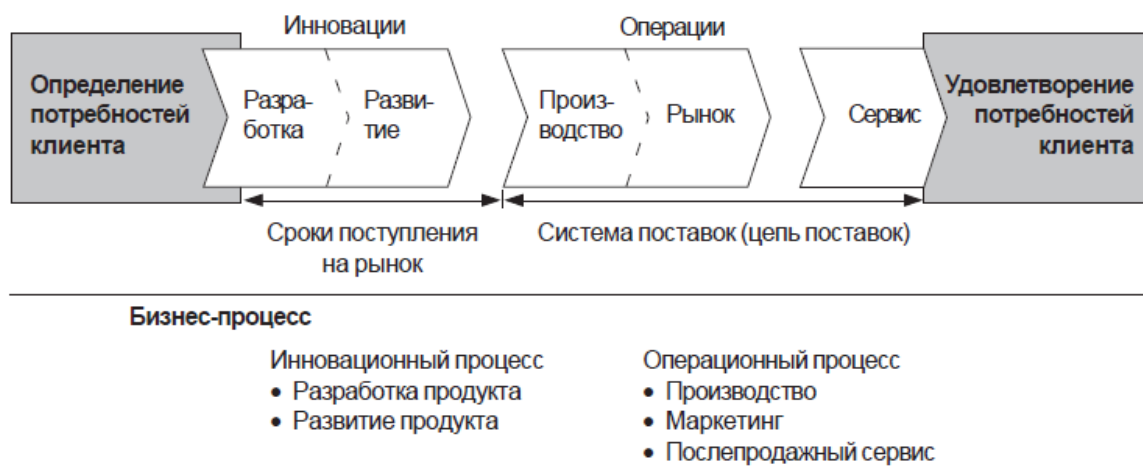 Инновации
Операции
Определение
потребностей
клиента
Разра-
ботка
Разви-
тие
Произ-
водство
Рынок
Сервис
Удовлетворение
потребностей
клиента
Сроки поступления
на рынок
Система поставок (цепь поставок)
Бизнес-процесс
Инновационный процесс
• Разработка продукта
• Развитие продукта
Операционный процесс
• Производство
• Маркетинг
• Послепродажный сервис